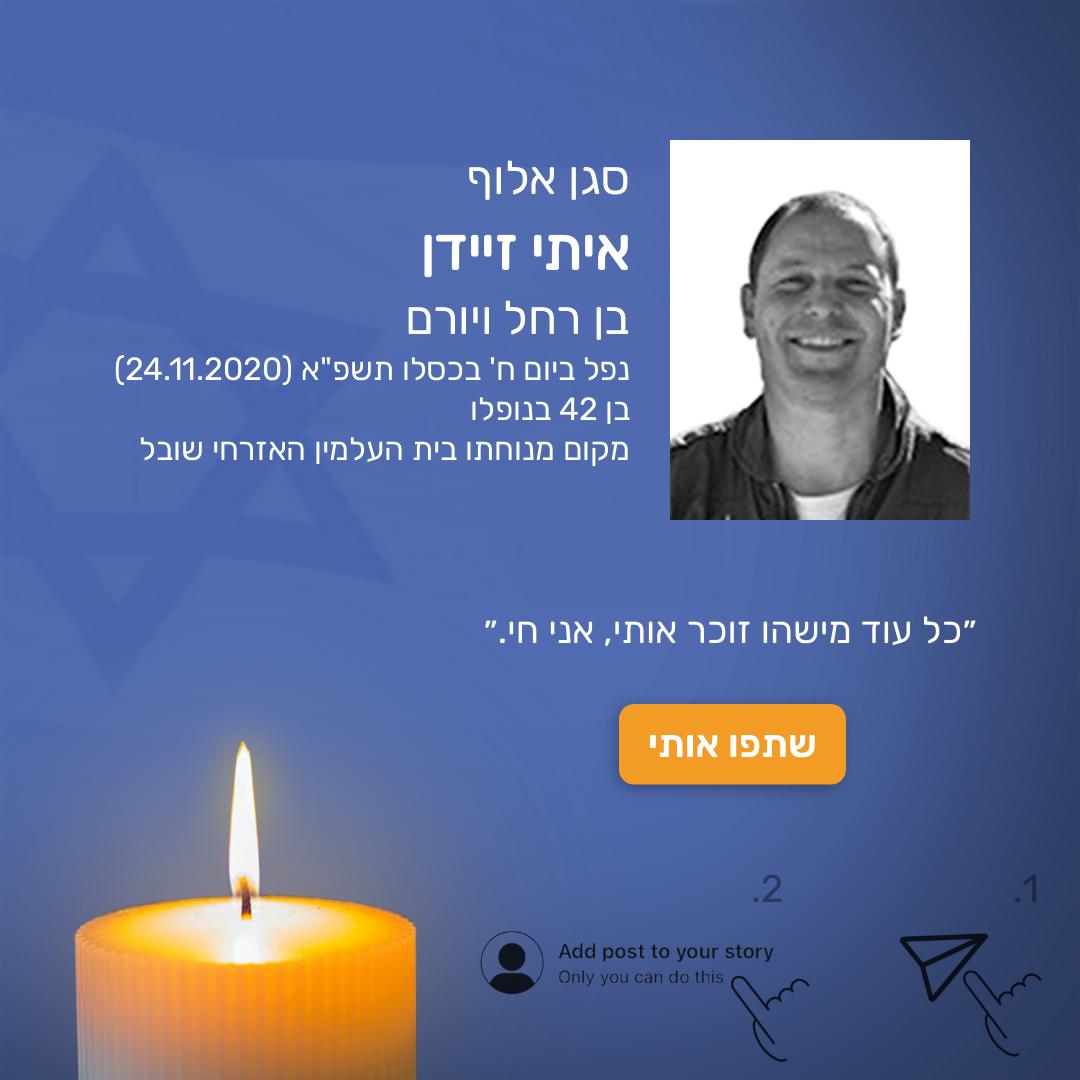 סגן אלוף
איתי זיידן
בן רחל ויורם
נפל ביום ח' בכסלו תשפ"א (24.11.2020)
בן 42 בנופלו
מקום מנוחתו בית העלמין האזרחי שובל
״כל עוד מישהו זוכר אותי, אני חי.״
שתפו אותי
.1
.2
Add post to your story
Only you can do this